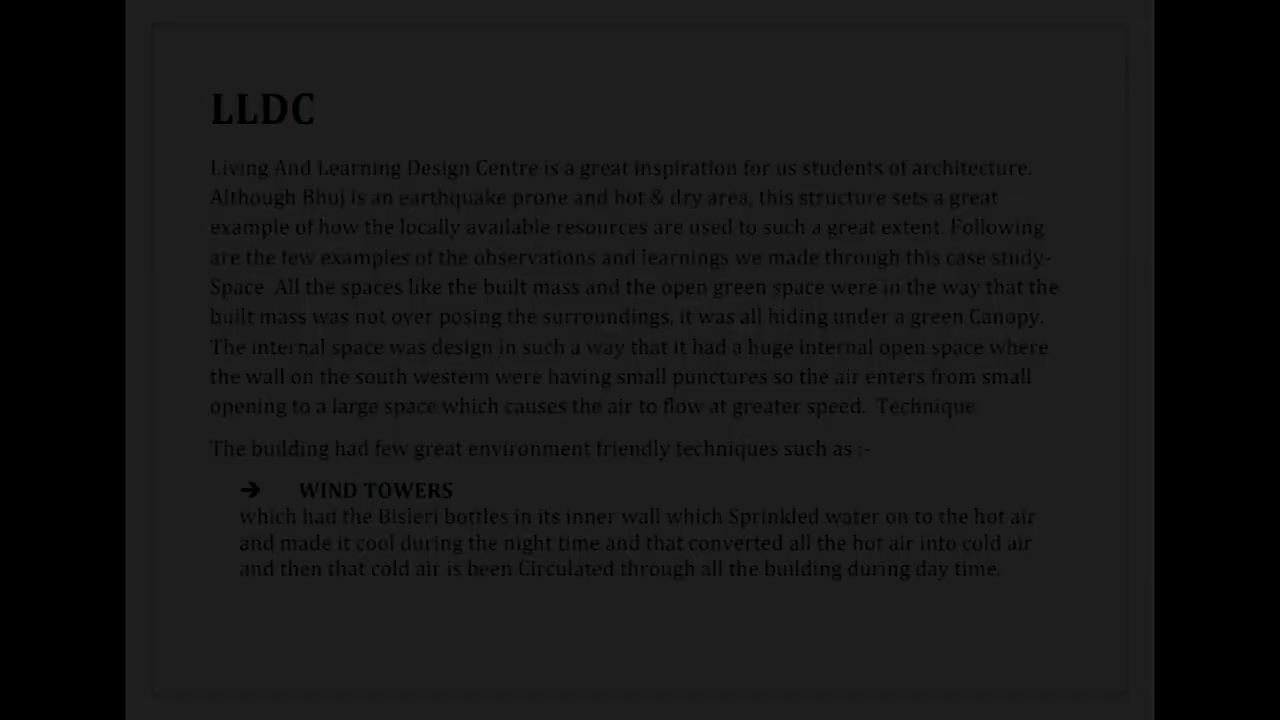 LLDC
Living And Learning Design Centre is a great inspiration for us students of architecture.
Although Bhuj is an earthquake prone and hot & dry area, this structure sets a great
example of how the locally available resources are used to such a great extent. Following
are the few examples of the observations and learnings we made through this case study-
Space  All the spaces like the built mass and the open green space were in the way that the
built mass was not over posing the surroundings, it was all hiding under a green Canopy.
The internal space was design in such a way that it had a huge internal open space where
the wall on the south western were having small punctures so the air enters from small
opening to a large space which causes the air to flow at greater speed.  Technique
The building had few great environment friendly techniques such as :-
➔ WIND TOWERS
which had the Bisleri bottles in its inner wall which Sprinkled water on to the hot air
and made it cool during the night time and that converted all the hot air into cold air
and then that cold air is been Circulated through all the building during day time.